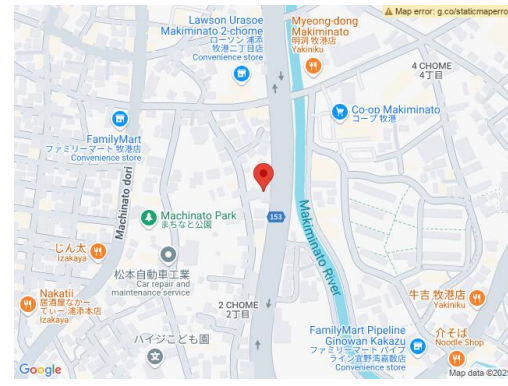 Map error: g.co/staticmaperro
Lawson Urasoe
Makiminato 2-chome
ローソン 浦添
牧港二丁目店
Convenience store
Myeong-dong
Makiminato
明洞 牧港店
Yakiniku
4 CHOME
4丁目
Co-op Makiminato
コープ 牧港
FamilyMart
ファミリーマート 牧港店
Convenience store
Machinato dori
153
Makiminato River
Machinato Park
まちなと公園
じん太
Izakaya
松本自動車工業
Car repair and
maintenance service
Nakatii
居酒屋なかー
てぃー 浦添本店
Izakaya
2 CHOME
2丁目
牛吉 牧港店
Yakiniku
ハイジこども園
FamilyMart Pipeline
Ginowan Kakazu
ファミリーマート パイプ
ライン宜野湾嘉数店
Convenience store
介そば
Noodle Shop
Google
Map data ©2025